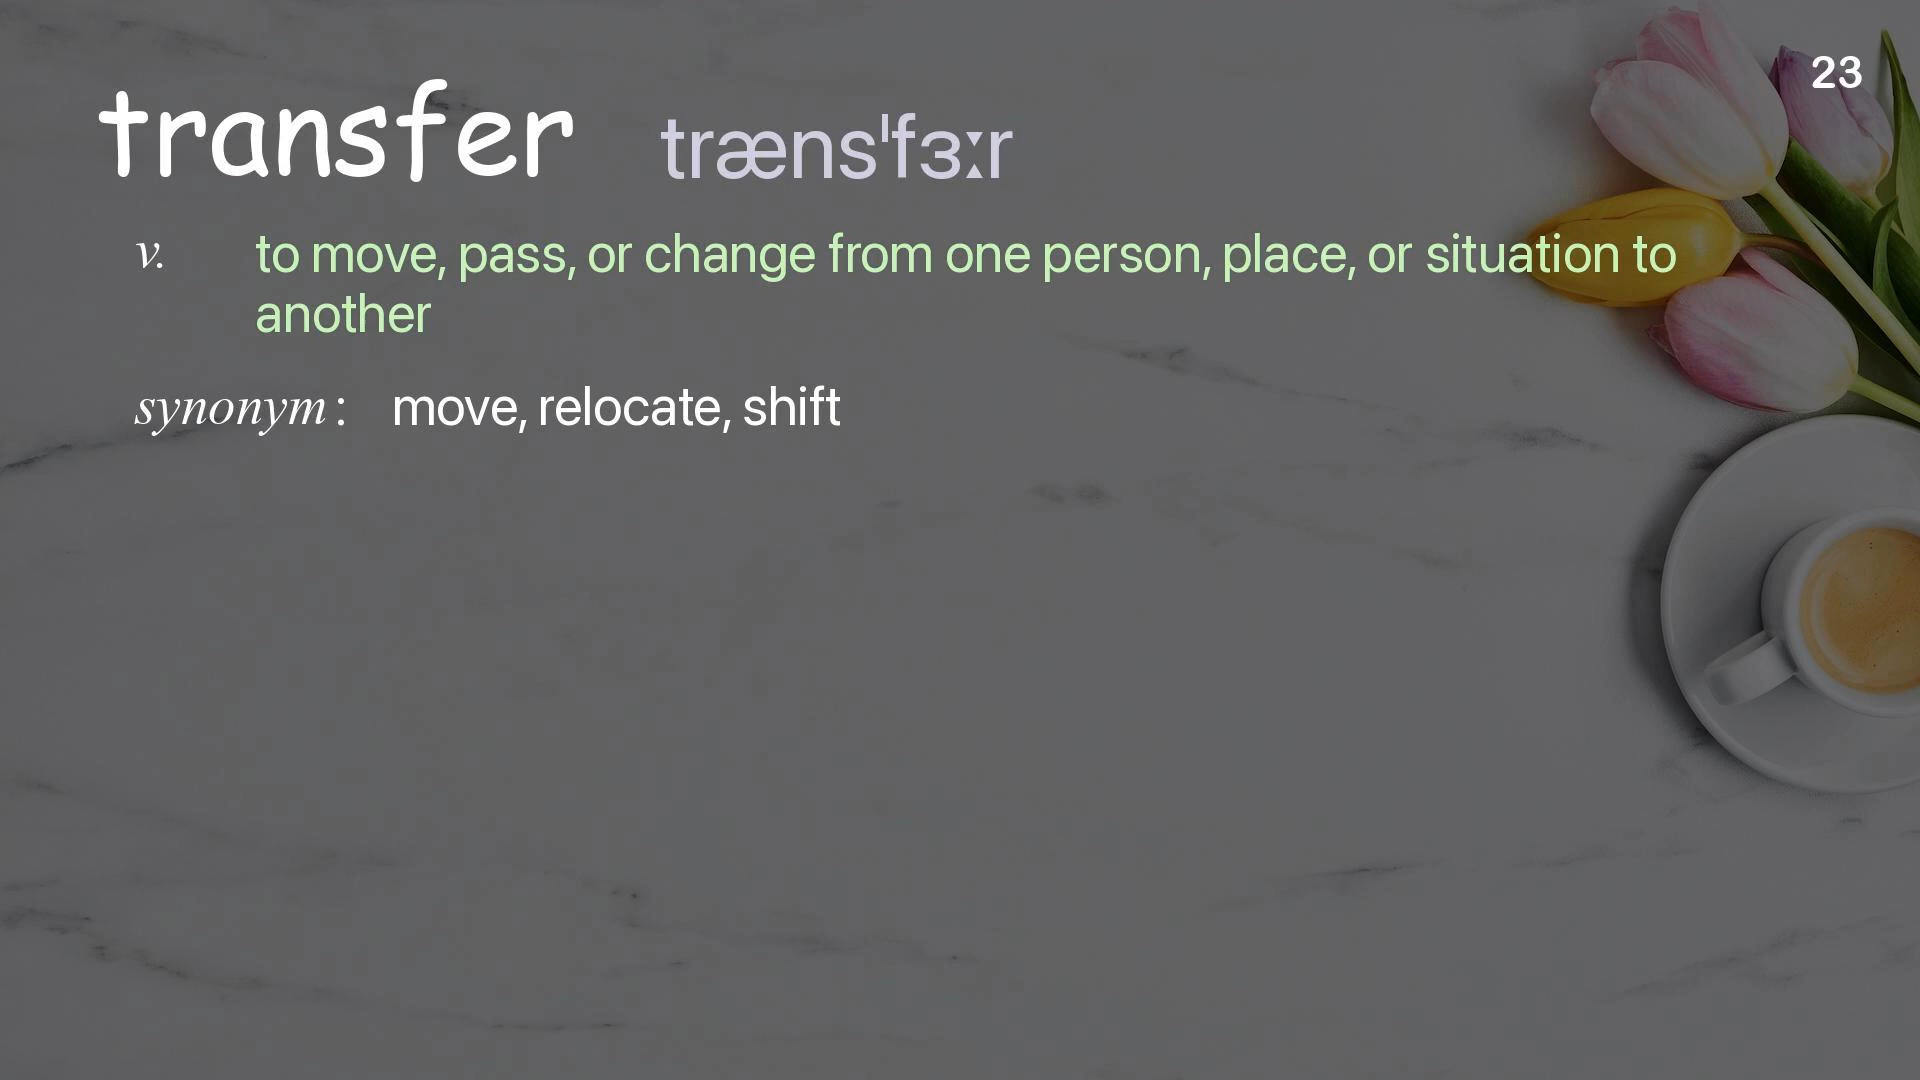 23
transfer trænsˈfɜːr
v. to move, pass, or change from one person, place, or situation to
another
synonym : move, relocate, shift